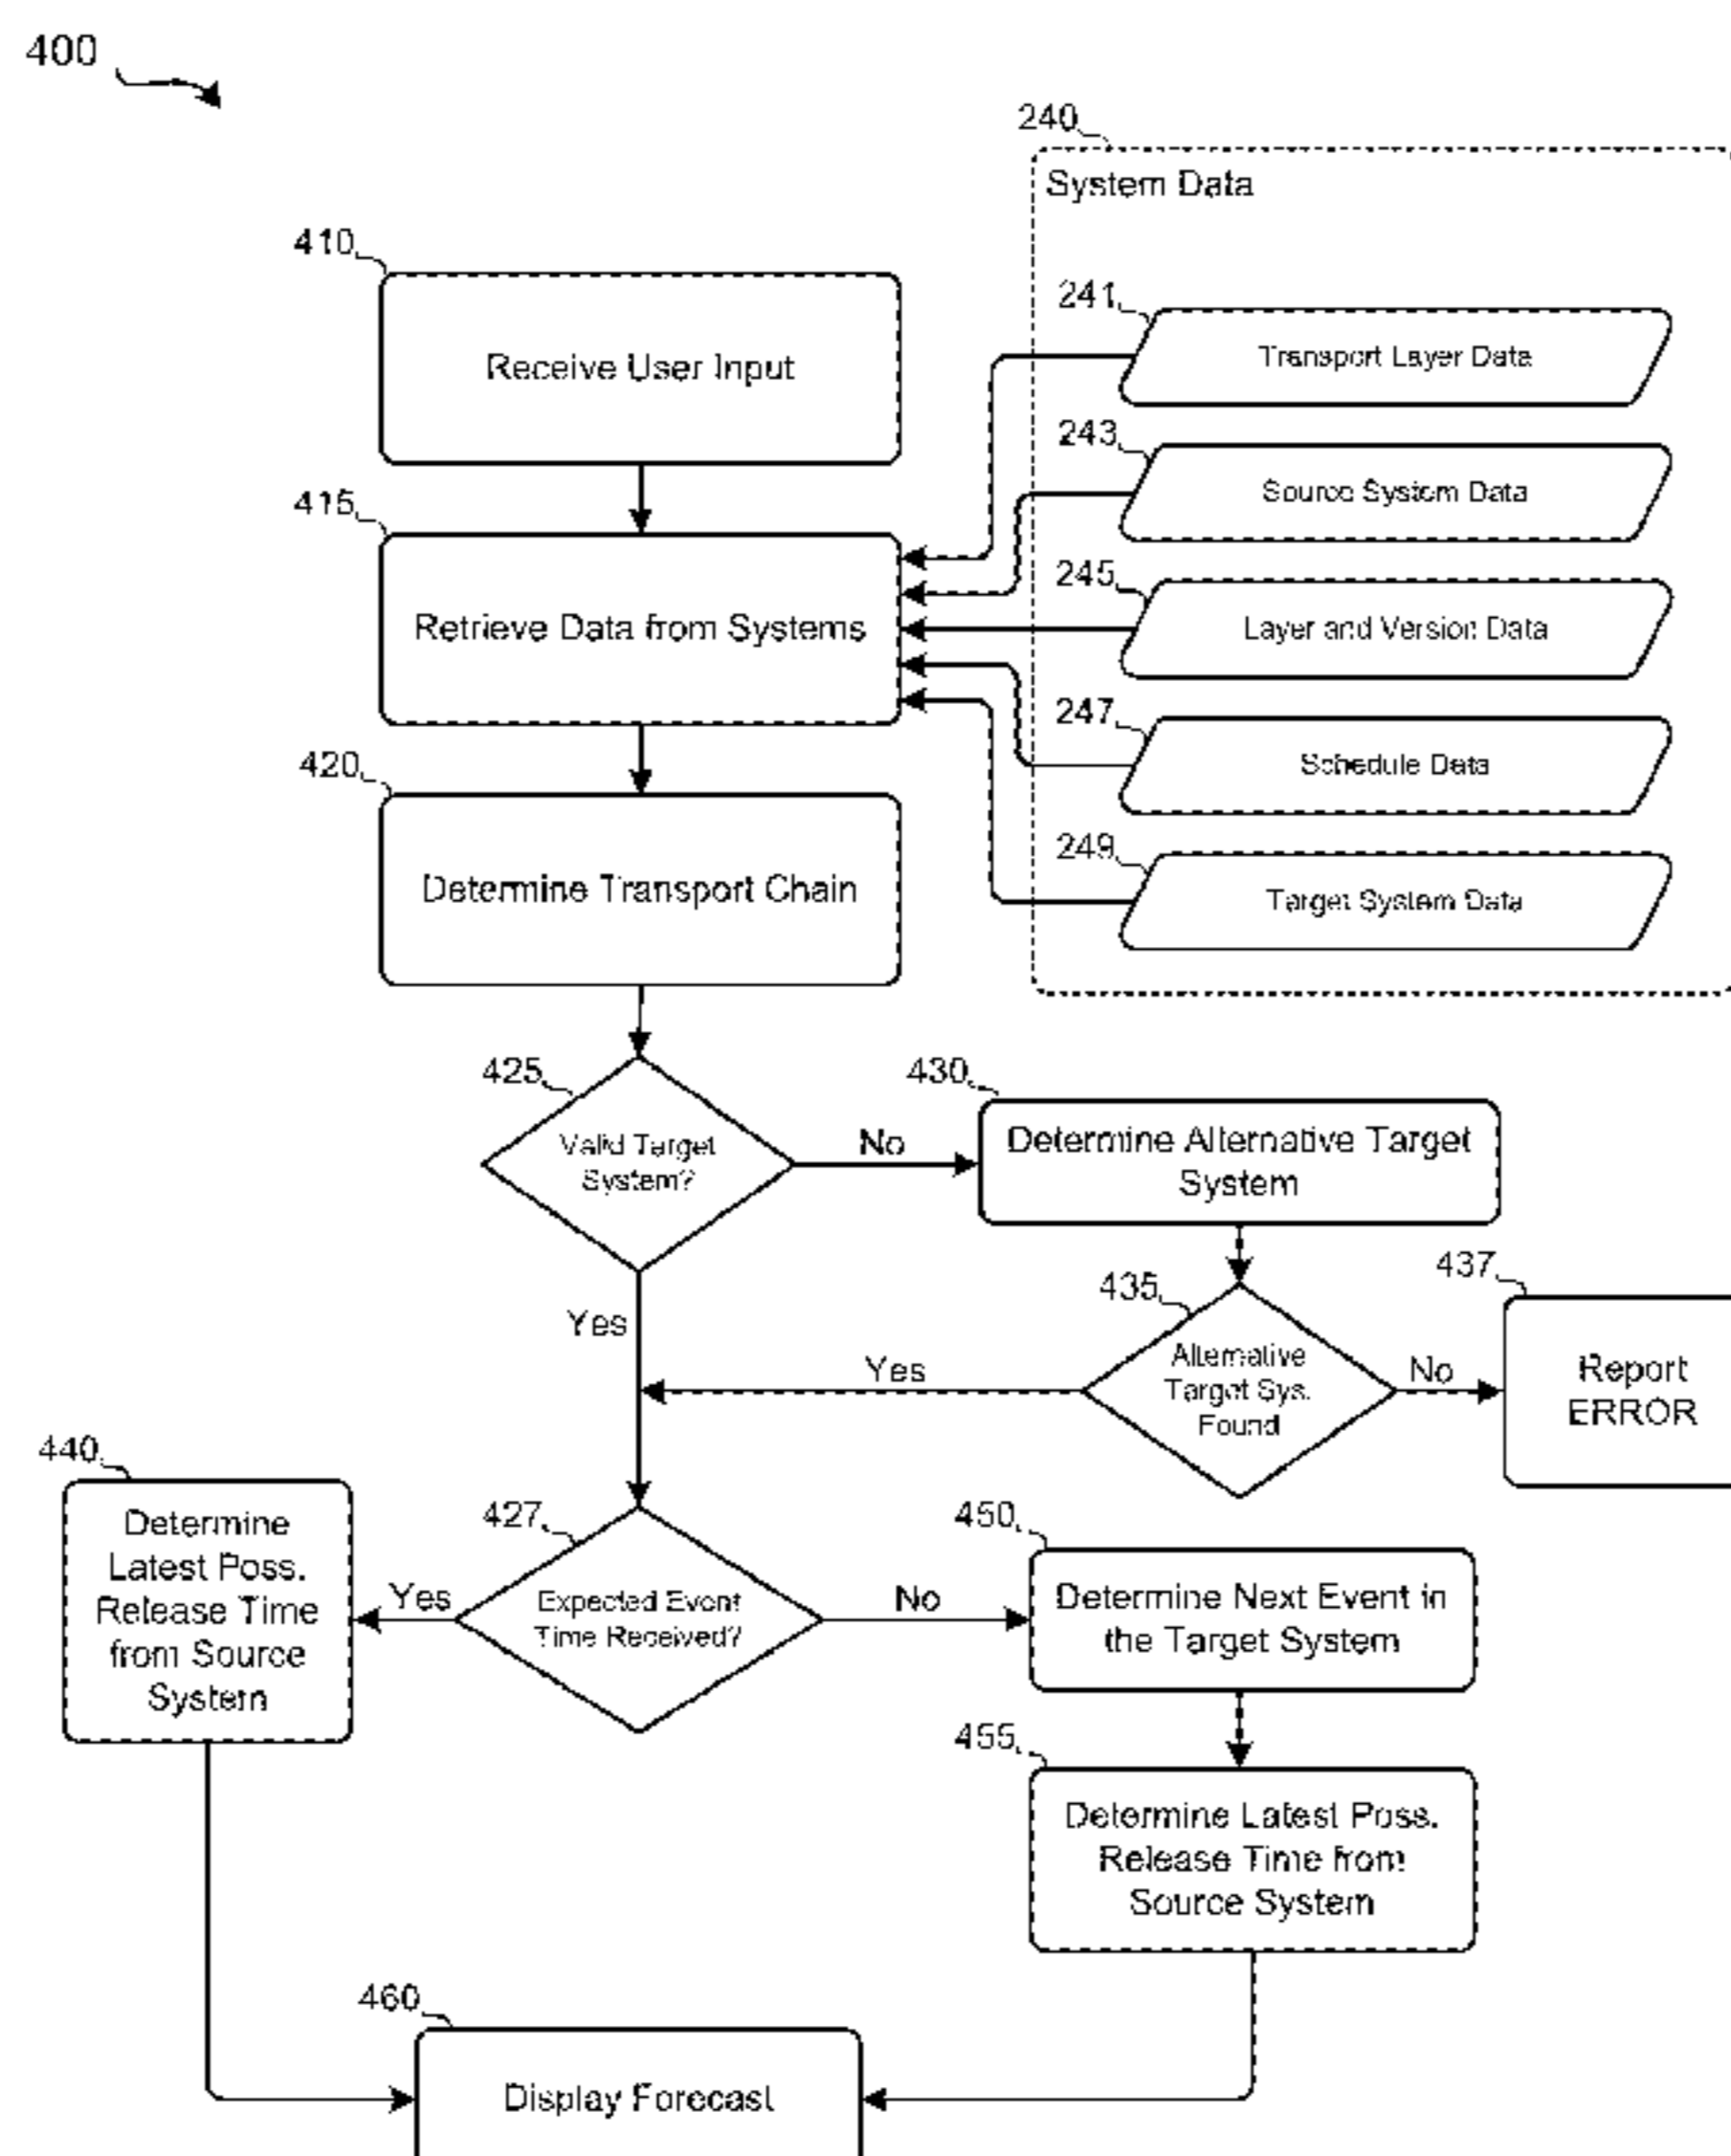 400
240
System Data
410
Receive User Input
241
Transport Layer Data
243
Source System Data
415
Retrieve Data from Systems
245
Layer and Version Data
247
Schedule Data
420
Determine Transport Chain
249
Target System Data
425
Valid Target
System?
No
430
Determine Alternative Target
System
Yes
435
Alternative
Target Sys.
Found
Yes
No
437
Report
ERROR
440
Determine
Latest Poss.
Release Time
from Source
System
427
Expected Event
Time Received?
Yes
No
450
Determine Next Event in
the Target System
455
Determine Latest Poss.
Release Time from
Source System
460
Display Forecast